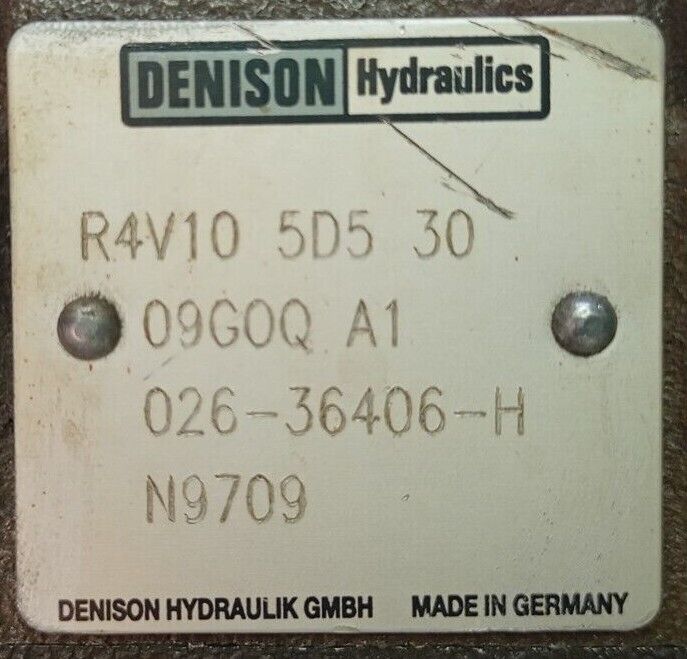 DENISON Hydraulics
R4V10 5D5 30
09G0Q A1
026-36406-H
N9709
DENISON HYDRAULIK GMBH MADE IN GERMANY